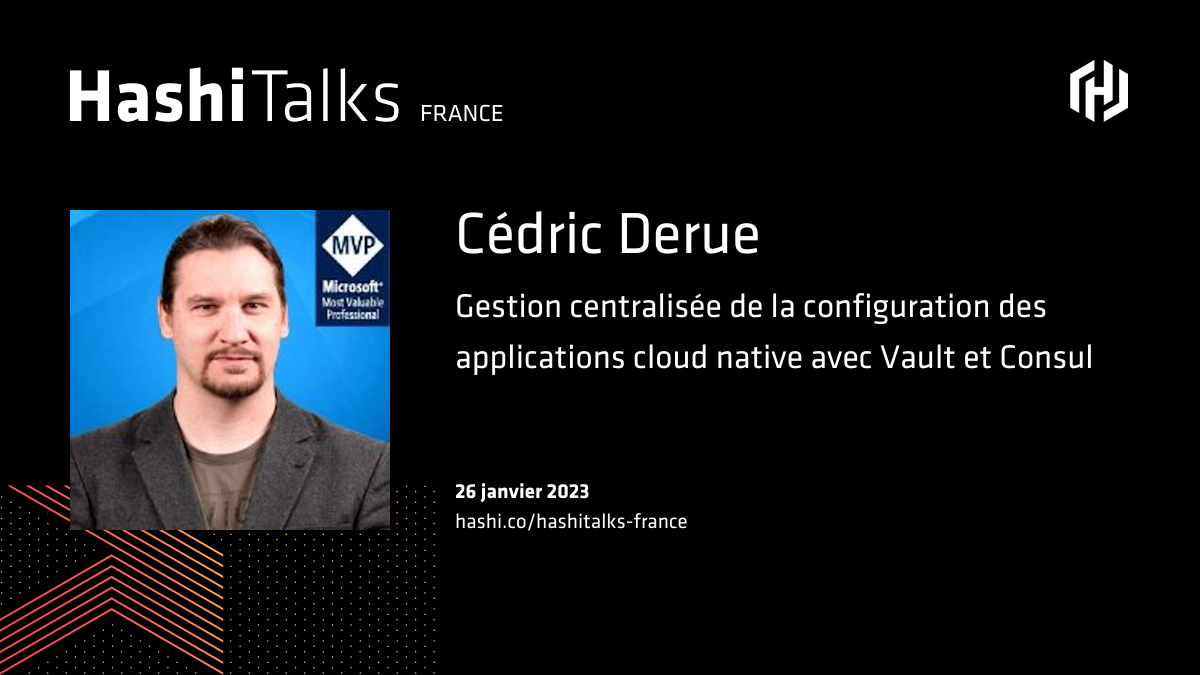 HashiTalks FRANCE
MVP
Microsoft®
Most Valuable
Professional
Cédric Derue
Gestion centralisée de la configuration des
applications cloud native avec Vault et Consul
26 janvier 2023
hashi.co/hashitalks-france